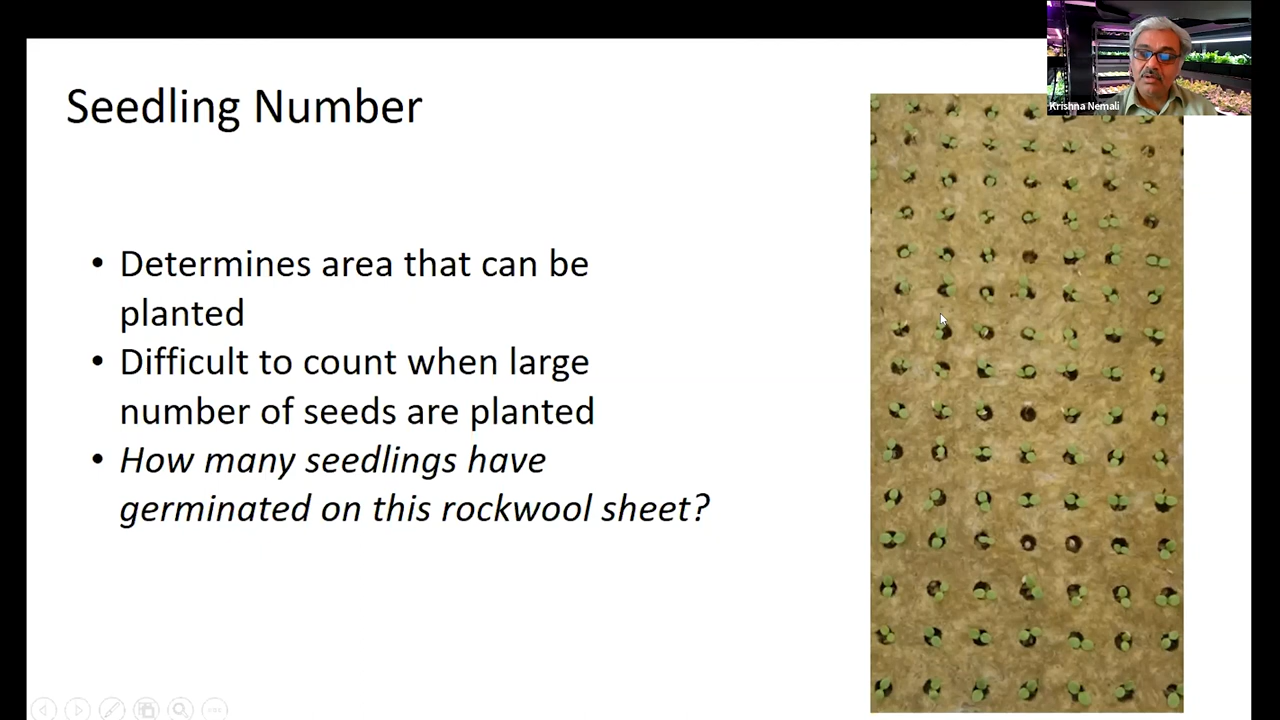 Krishna Nemali
Seedling Number
• Determines area that can be
planted
• Difficult to count when large
number of seeds are planted
• How many seedlings have
germinated on this rockwool sheet?